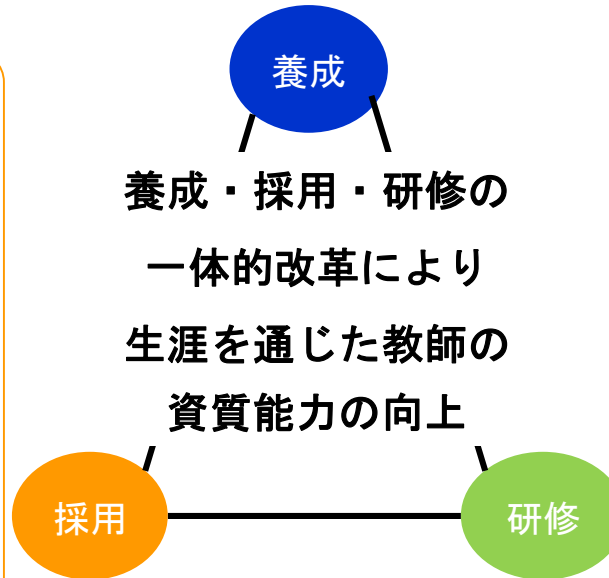 養成
養成・採用・研修の
一体的改革により
生涯を通じた教師の
資質能力の向上
採用
研修